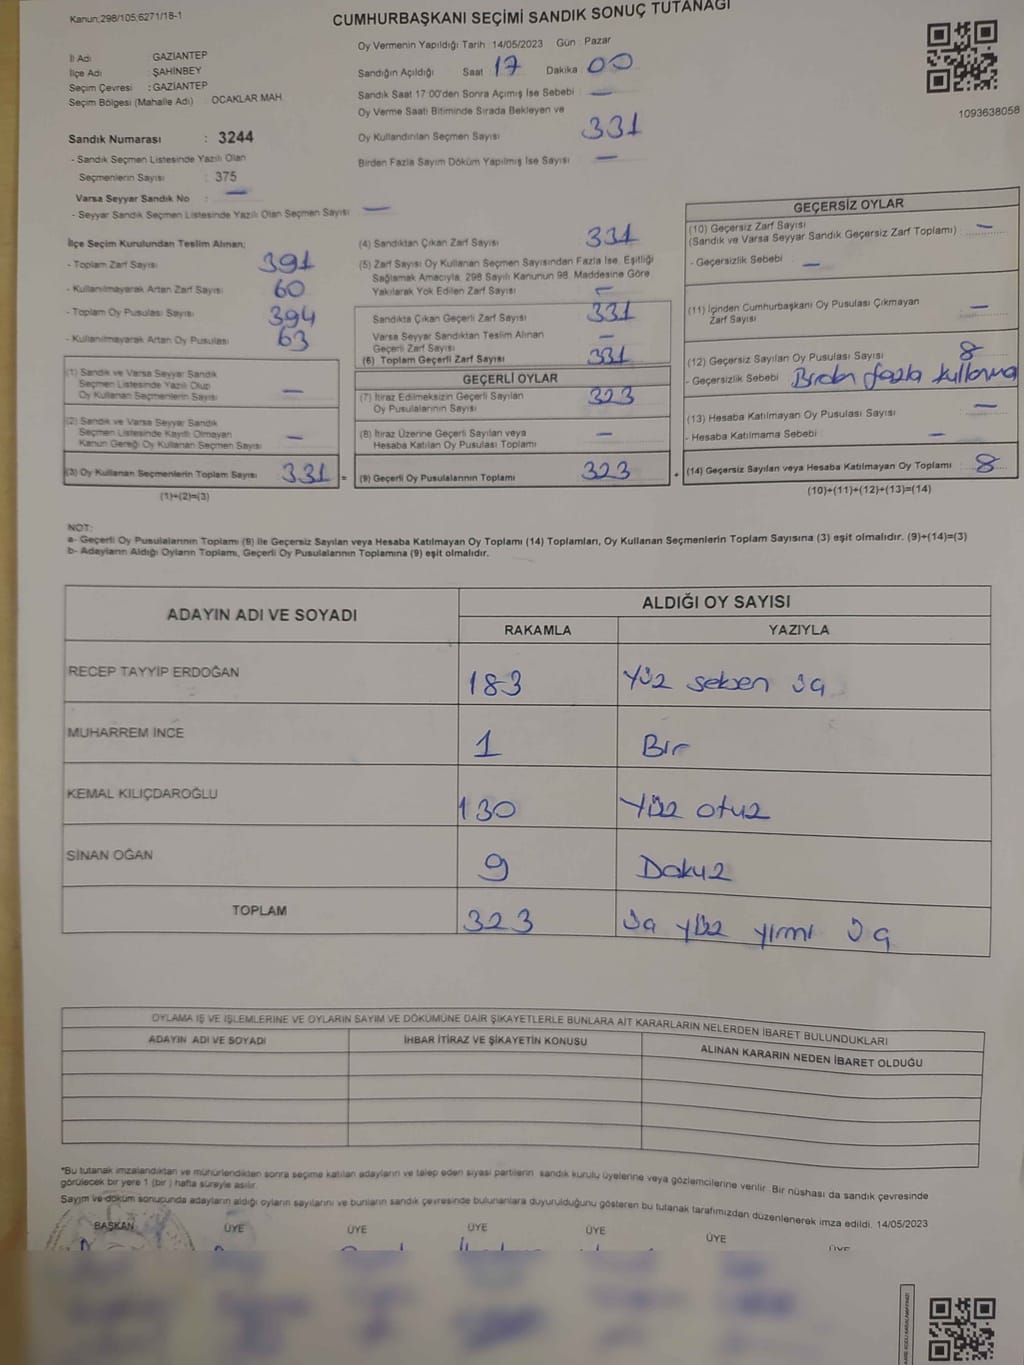 Kanun;298/105;6271/18-1
CUMHURBAŞKANI SEÇİMİ SANDIK SONUÇ TUTANAĞI
İl Adı GAZİANTEP
İlçe Adı ŞAHİNBEY
Seçim Çevresi : GAZİANTEP
Seçim Bölgesi (Mahalle Adı) : OCAKLAR MAH.
Sandık Numarası : 3244
- Sandık Seçmen Listesinde Yazılı Olan
Seçmenlerin Sayısı : 375
Varsa Seyyar Sandık No —
- Seyyar Sandık Seçmen Listesinde Yazılı Olan Seçmen Sayısı —
Oy Vermenin Yapıldığı Tarih : 14/05/2023 Gün : Pazar
Sandığın Açıldığı Saat : 17 Dakika : 00
Sandık Saat 17:00'den Sonra Açımış İse Sebebi : —
Oy Verme Saati Bitiminde Sırada Bekleyen ve
Oy Kullandırılan Seçmen Sayısı 331
Birden Fazla Sayım Döküm Yapılmış İse Sayısı : —
1093638058
İlçe Seçim Kurulundan Teslim Alınan;
- Toplam Zarf Sayısı 391
- Kullanılmayarak Artan Zarf Sayısı : 60
- Toplam Oy Pusulası Sayısı 394
- Kullanılmayarak Artan Oy Pusulası 63
(1) Sandık ve Varsa Seyyar Sandık
Seçmen Listesinde Yazılı Olup
Oy Kullanan Seçmenlerin Sayısı : —
(2) Sandık ve Varsa Seyyar Sandık
Seçmen Listesinde Kayıtlı Olmayan
Kanun Gereği Oy Kullanan Seçmen Sayısı —
(3) Oy Kullanan Seçmenlerin Toplam Sayısı 331 =
(1)+(2)=(3)
(4) Sandıktan Çıkan Zarf Sayısı 331
(5) Zarf Sayısı Oy Kullanan Seçmen Sayısından Fazla İse, Eşitliği
Sağlamak Amacıyla, 298 Sayılı Kanunun 98. Maddesine Göre
Yakılarak Yok Edilen Zarf Sayısı —
Sandıkta Çıkan Geçerli Zarf Sayısı : 331
Varsa Seyyar Sandıktan Teslim Alınan
Geçerli Zarf Sayısı —
(6) Toplam Geçerli Zarf Sayısı 331
GEÇERLİ OYLAR
(7) İtiraz Edilmeksizin Geçerli Sayılan
Oy Pusulalarının Sayısı 323
(8) İtiraz Üzerine Geçerli Sayılan veya
Hesaba Katılan Oy Pusulaları Toplamı —
(9) Geçerli Oy Pusulalarının Toplamı 323 +
GEÇERSİZ OYLAR
(10) Geçersiz Zarf Sayısı
(Sandık ve Varsa Seyyar Sandık Geçersiz Zarf Toplamı) : —
- Geçersizlik Sebebi : —
(11) İçinden Cumhurbaşkanı Oy Pusulası Çıkmayan
Zarf Sayısı —
(12) Geçersiz Sayılan Oy Pusulası Sayısı 8
- Geçersizlik Sebebi : fazla kullanma
(13) Hesaba Katılmayan Oy Pusulası Sayısı —
- Hesaba Katılmama Sebebi : —
(14) Geçersiz Sayılan veya Hesaba Katılmayan Oy Toplamı 8
(10)+(11)+(12)+(13)=(14)
NOT:
a- Geçerli Oy Pusulalarının Toplamı (9) ile Geçersiz Sayılan veya Hesaba Katılmayan Oy Toplamı (14) Toplamları, Oy Kullanan Seçmenlerin Toplam Sayısına (3) eşit olmalıdır. (9)+(14)=(3)
b- Adayların Aldığı Oyların Toplamı, Geçerli Oy Pusulalarının Toplamına (9) eşit olmalıdır.
ADAYIN ADI VE SOYADI ALDIĞI OY SAYISI
RAKAMLA YAZIYLA
RECEP TAYYİP ERDOĞAN 183 Yüz seksen üç
MUHARREM İNCE 1 Bir
KEMAL KILIÇDAROĞLU 130 Yüz otuz
SİNAN OĞAN 9 Dokuz
TOPLAM 323 üç yüz yirmi üç
OYLAMA İŞ VE İŞLEMLERİNE VE OYLARIN SAYIM VE DÖKÜMÜNE DAİR ŞİKAYETLERLE BUNLARA AİT KARARLARIN NELERDEN İBARET BULUNDUKLARI
ADAYIN ADI VE SOYADI İHBAR İTİRAZ VE ŞİKAYETİN KONUSU ALINAN KARARIN NEDEN İBARET OLDUĞU
*Bu tutanak imzalandıktan ve mühürlendikten sonra seçime katılan adayların ve talep eden siyasi partilerin sandık kurulu üyelerine veya gözlemcilerine verilir. Bir nüshası da sandık çevresinde
görülecek bir yere 1 (bir ) hafta süreyle asılır.
Sayım ve döküm sonucunda adayların aldığı oyların sayılarını ve bunların sandık çevresinde bulunanlara duyurulduğunu gösteren bu tutanak tarafımızdan düzenlenerek imza edildi. 14/05/2023
BAŞKAN ÜYE ÜYE ÜYE ÜYE ÜYE ÜYE